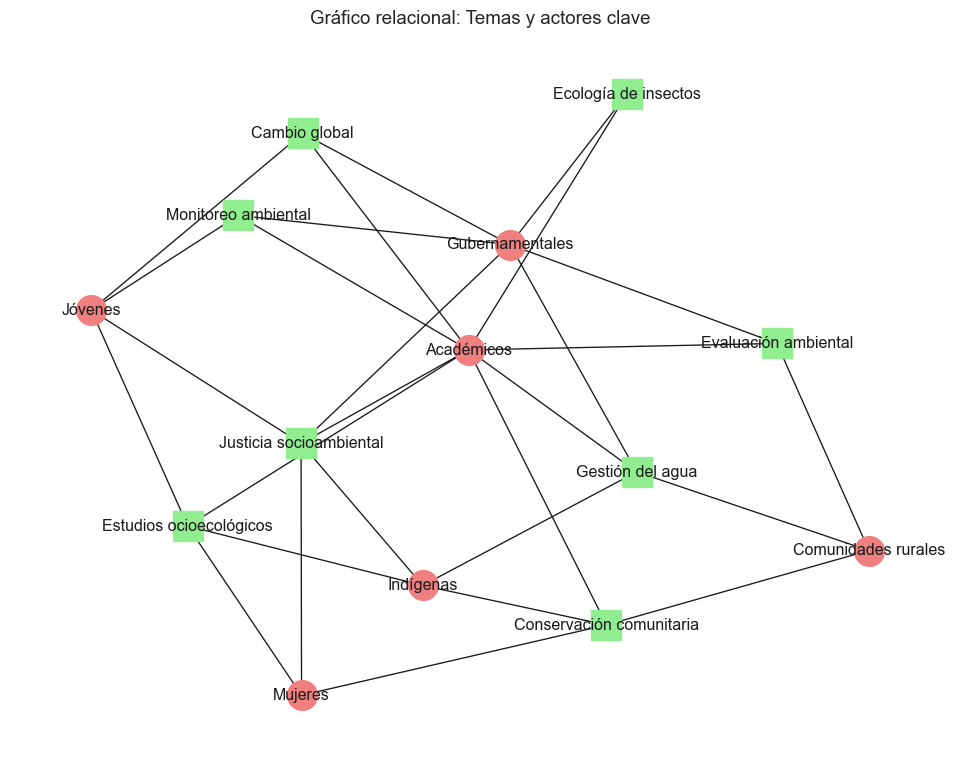 Gráfico relacional: Temas y actores clave
Ecología de insectos
Cambio global
Monitoreo ambiental
Gubernamentales
Jóvenes
Académicos
Evaluación ambiental
Justicia socioambiental
Gestión del agua
Estudios ocioecológicos
Comunidades rurales
Indígenas
Conservación comunitaria
Mujeres